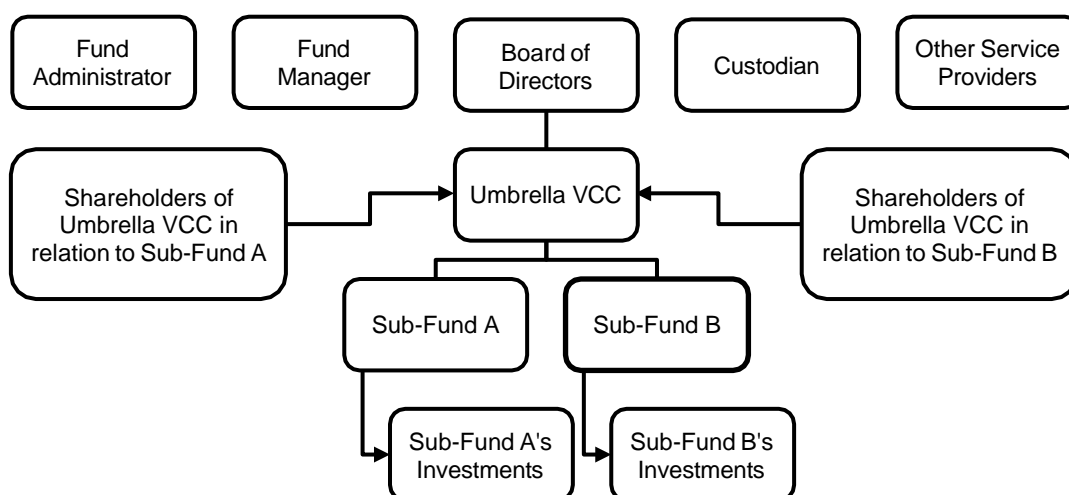 Fund
Administrator
Fund
Manager
Board of
Directors
Custodian
Other Service
Providers
Shareholders of
Umbrella VCC in
relation to Sub-Fund A
Umbrella VCC
Shareholders of
Umbrella VCC in
relation to Sub-Fund B
Sub-Fund A
Sub-Fund B
Sub-Fund A's
Investments
Sub-Fund B's
Investments